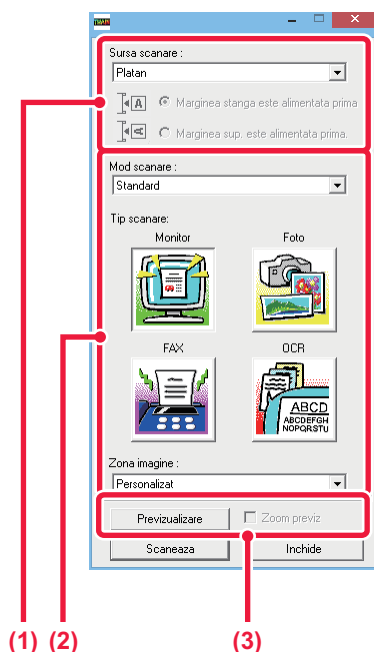 Sursa scanare :
Platan
A Marginea stanga este alimentata prima
A Marginea sup. este alimentata prima.
Mod scanare :
Standard
Tip scanare:
Monitor Foto
FAX OCR
ABCD
ABCDEFGH
NOPQRSTU
Zona imagine :
Personalizat
Previzualizare Zoom previz
Scaneaza Inchide
(1) (2) (3)